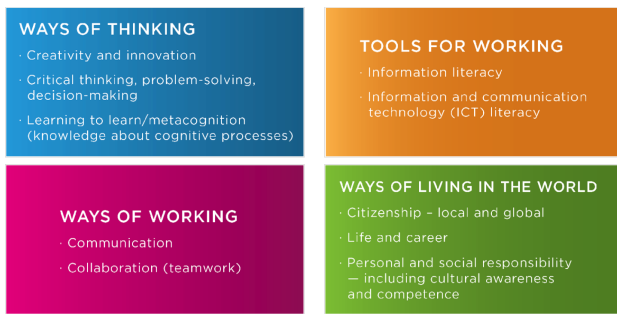 WAYS OF THINKING
· Creativity and innovation
· Critical thinking, problem-solving,
decision-making
· Learning to learn/metacognition
(knowledge about cognitive processes)
TOOLS FOR WORKING
· Information literacy
· Information and communication
technology (ICT) literacy
WAYS OF WORKING
· Communication
· Collaboration (teamwork)
WAYS OF LIVING IN THE WORLD
· Citizenship – local and global
· Life and career
· Personal and social responsibility
— including cultural awareness
and competence